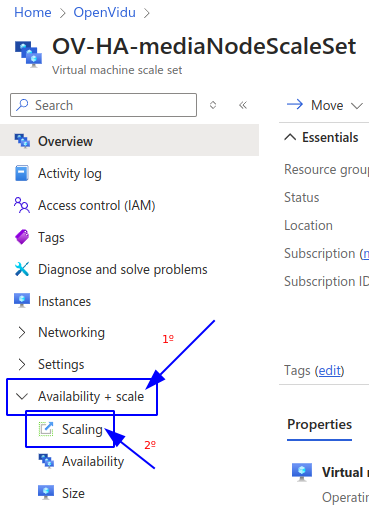 Home > OpenVidu >
OV-HA-mediaNodeScaleSet
Virtual machine scale set
Search
Overview
Activity log
Access control (IAM)
Tags
Diagnose and solve problems
Instances
Networking
Settings
Availability + scale
1º
Scaling
2º
Availability
Size
Move
Essentials
Resource group
Status
Location
Subscription (m
Subscription ID
Tags (edit)
Properties
Virtual m
Operatin